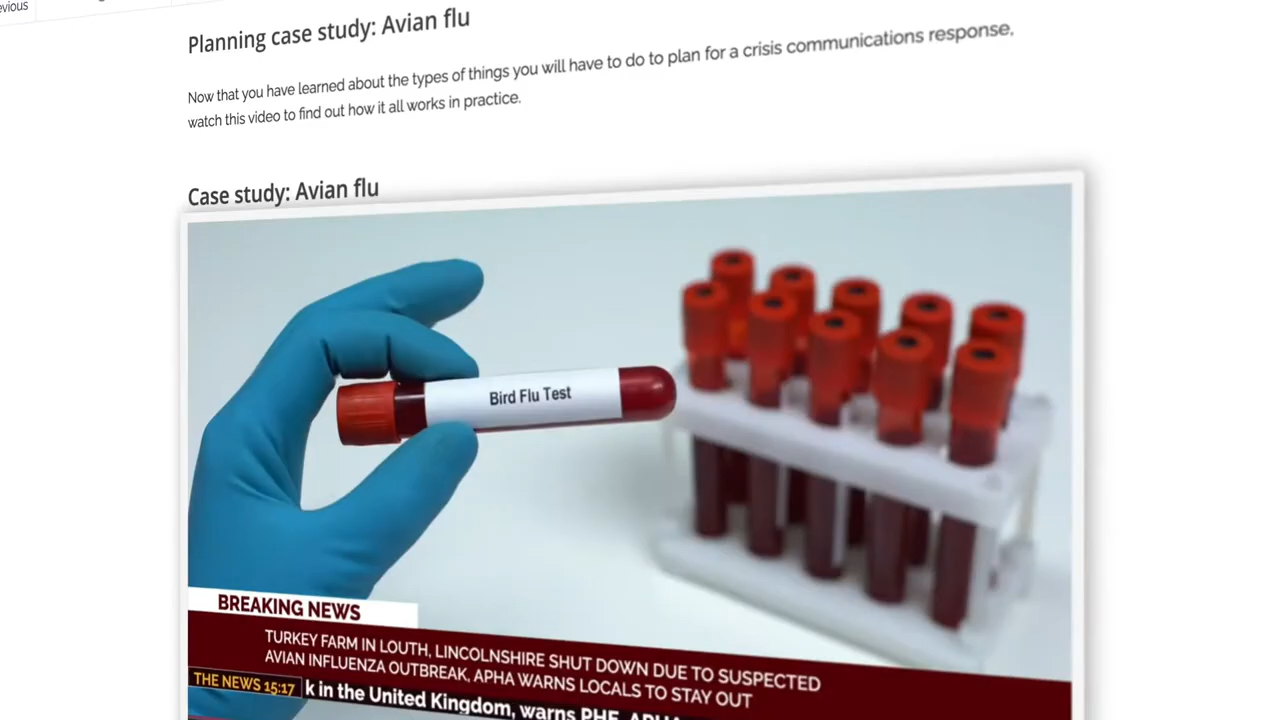 evious
Planning case study: Avian flu
Now that you have learned about the types of things you will have to do to plan for a crisis communications response,
watch this video to find out how it all works in practice.
Case study: Avian flu
Bird Flu Test
BREAKING NEWS
TURKEY FARM IN LOUTH, LINCOLNSHIRE SHUT DOWN DUE TO SUSPECTED
AVIAN INFLUENZA OUTBREAK, APHA WARNS LOCALS TO STAY OUT
THE NEWS 15:17 k in the United Kingdom, warns PHE, APHA